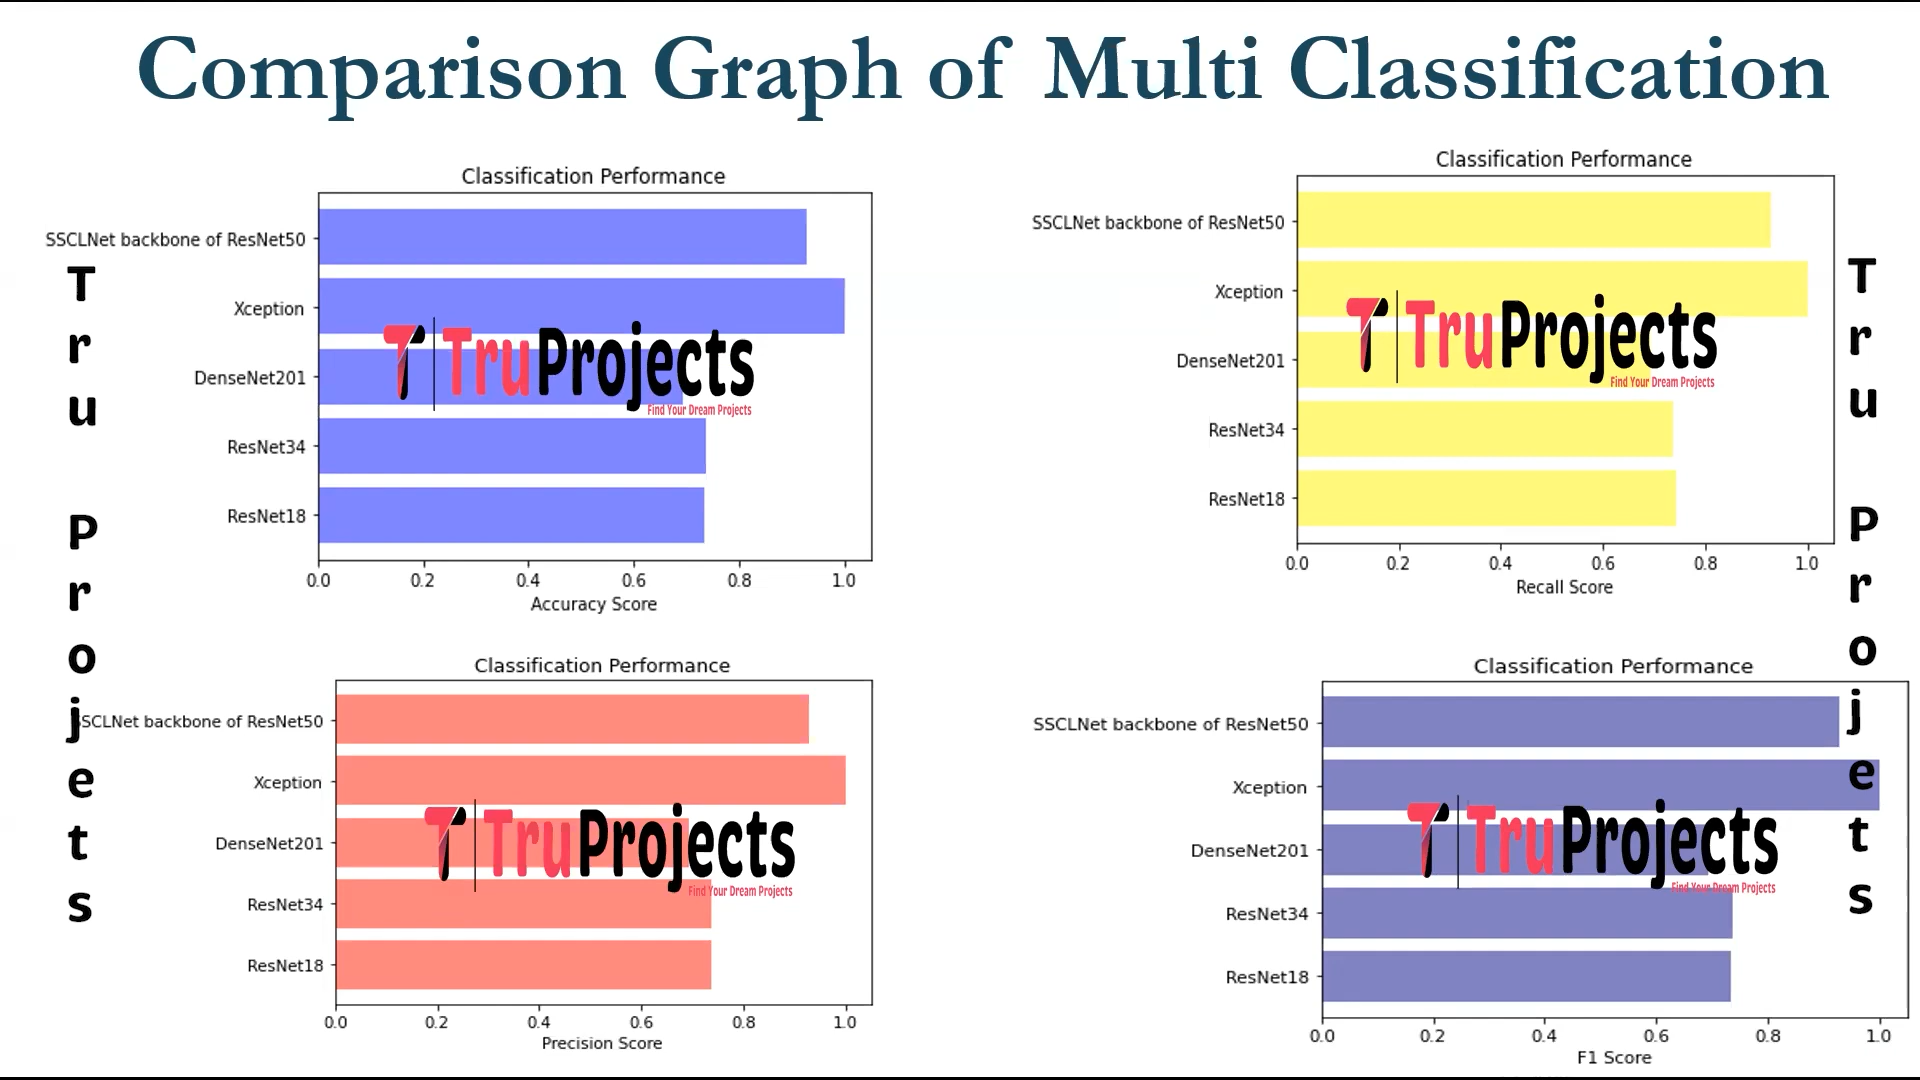 Comparison Graph of Multi Classification
Classification Performance
SSCLNet backbone of ResNet50
Xception
DenseNet201
ResNet34
ResNet18
0.0 0.2 0.4 0.6 0.8 1.0
Accuracy Score
TruProjects
Find Your Dream Projects
Classification Performance
SSCLNet backbone of ResNet50
Xception
DenseNet201
ResNet34
ResNet18
0.0 0.2 0.4 0.6 0.8 1.0
Recall Score
TruProjects
Find Your Dream Projects
Classification Performance
SSCLNet backbone of ResNet50
Xception
DenseNet201
ResNet34
ResNet18
0.0 0.2 0.4 0.6 0.8 1.0
Precision Score
TruProjects
Find Your Dream Projects
Classification Performance
SSCLNet backbone of ResNet50
Xception
DenseNet201
ResNet34
ResNet18
0.0 0.2 0.4 0.6 0.8 1.0
F1 Score
TruProjects
Find Your Dream Projects
Tru Projets
Tru Projets